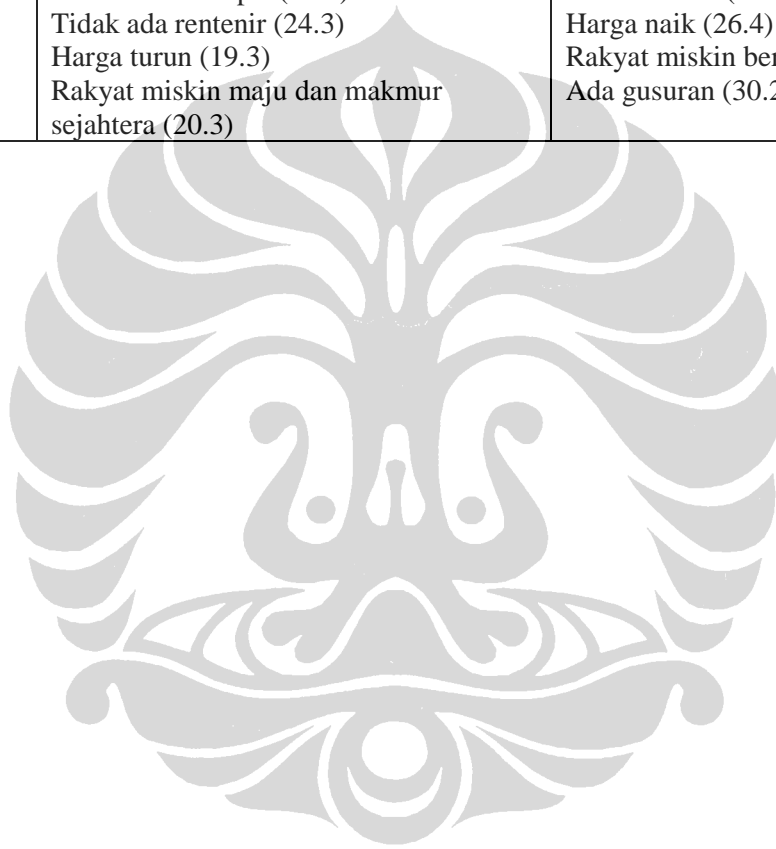 Tidak ada rentenir (24.3)
Harga turun (19.3)
Rakyat miskin maju dan makmur
sejahtera (20.3)
Harga naik (26.4)
Rakyat miskin
Ada gusuran (30.2